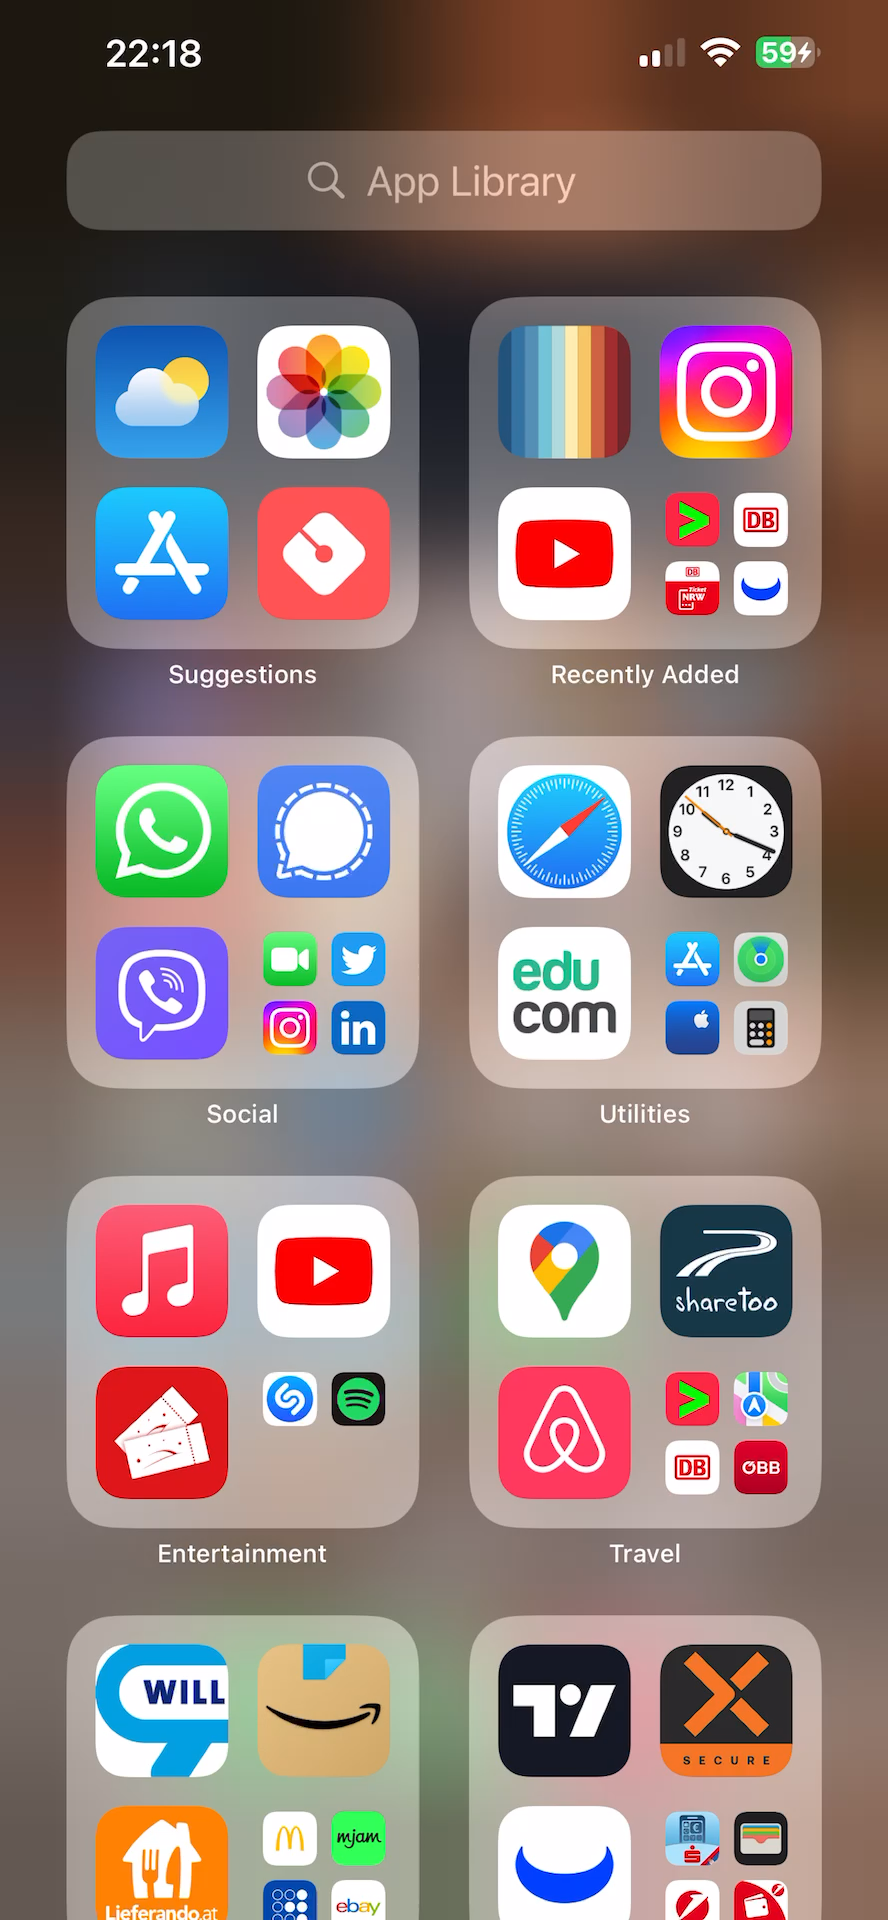 22:18
59
App Library
DB
DB
Ticket
NRW
Suggestions
Recently Added
12
11
1
10
2
9
3
8
4
7
5
6
edu
com
in
Social
Utilities
sharetoo
DB
ÖBB
Entertainment
Travel
WILL
SECURE
mjam
Lieferando.at
ebay